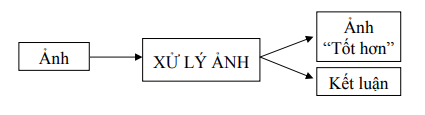 Ảnh
XỬ LÝ ẢNH
Ảnh
“Tốt hơn”
Kết luận